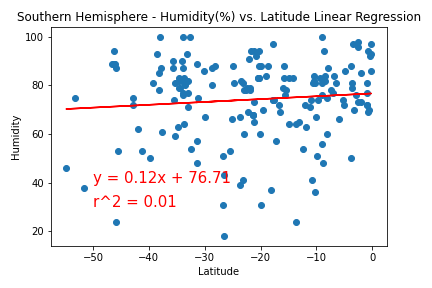 Southern Hemisphere - Humidity(%) vs. Latitude Linear Regression
100
80
60
40
20
Humidity
y = 0.12x + 76.71
r^2 = 0.01
−50 −40 −30 −20 −10 0
Latitude